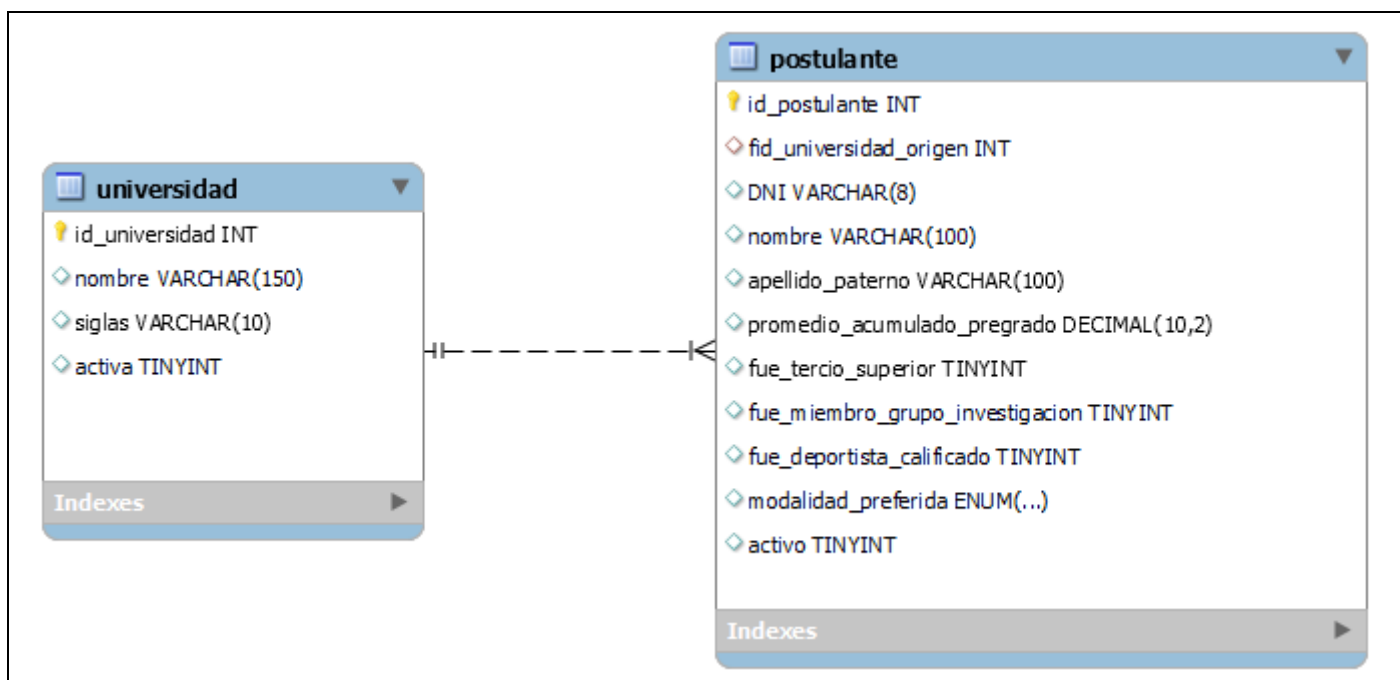 universidad
id_universidad INT
nombre VARCHAR(150)
siglas VARCHAR(10)
activa TINYINT
Indexes
postulante
id_postulante INT
fid_universidad_origen INT
DNI VARCHAR(8)
nombre VARCHAR(100)
apellido_paterno VARCHAR(100)
promedio_acumulado_pregrado DECIMAL(10,2)
fue_tercio_superior TINYINT
fue_miembro_grupo_investigacion TINYINT
fue_deportista_calificado TINYINT
modalidad_preferida ENUM(...)
activo TINYINT
Indexes